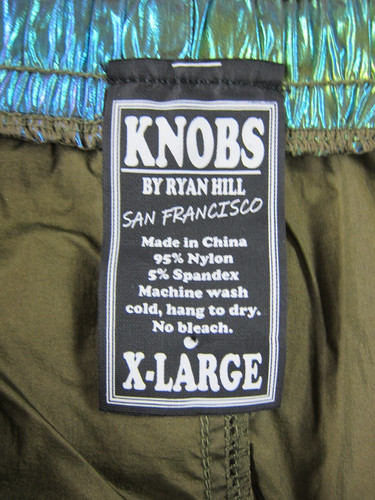 KNOBS
BY RYAN HILL
SAN FRANCISCO
Made in China
95% Nylon
5% Spandex
Machine wash
cold, hang to dry.
No bleach.
X-LARGE